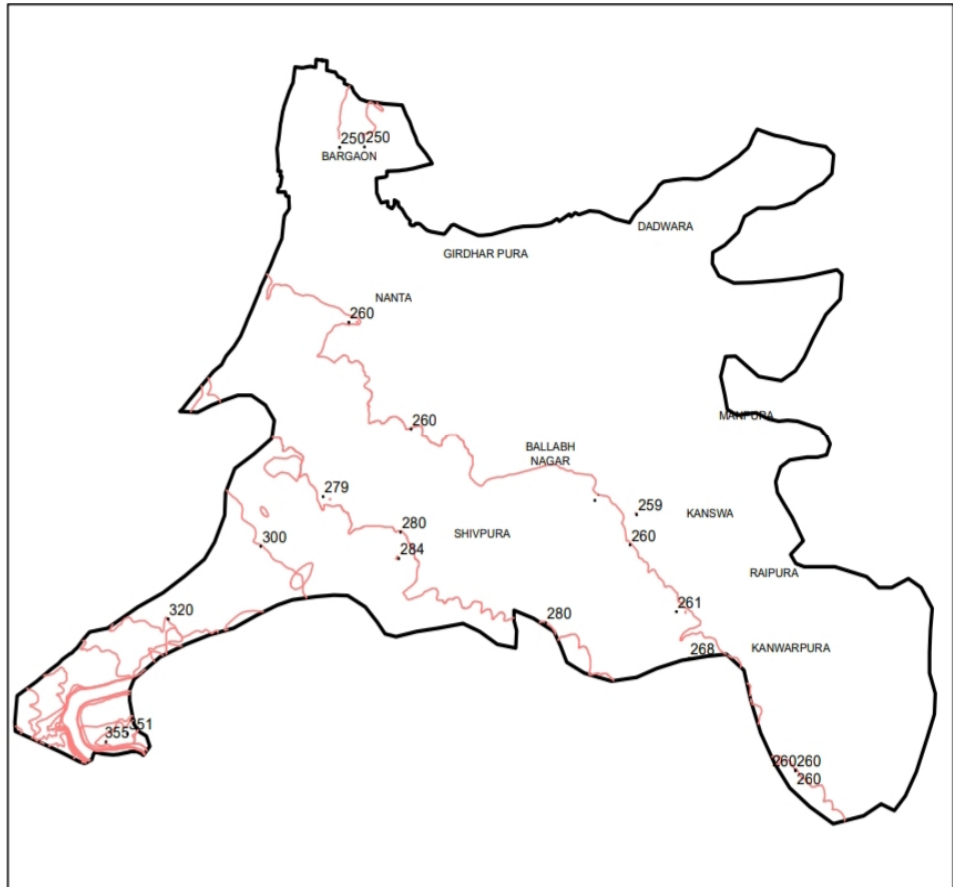 250 250
BARGAON
DADWARA
GIRDHAR PURA
NANTA
260
MANPURA
260
BALLABH
NAGAR
279
259
KANSWA
280
SHIVPURA
300
284
260
RAIPURA
320
280
261
268
KANWARPURA
351
355
260 260
260